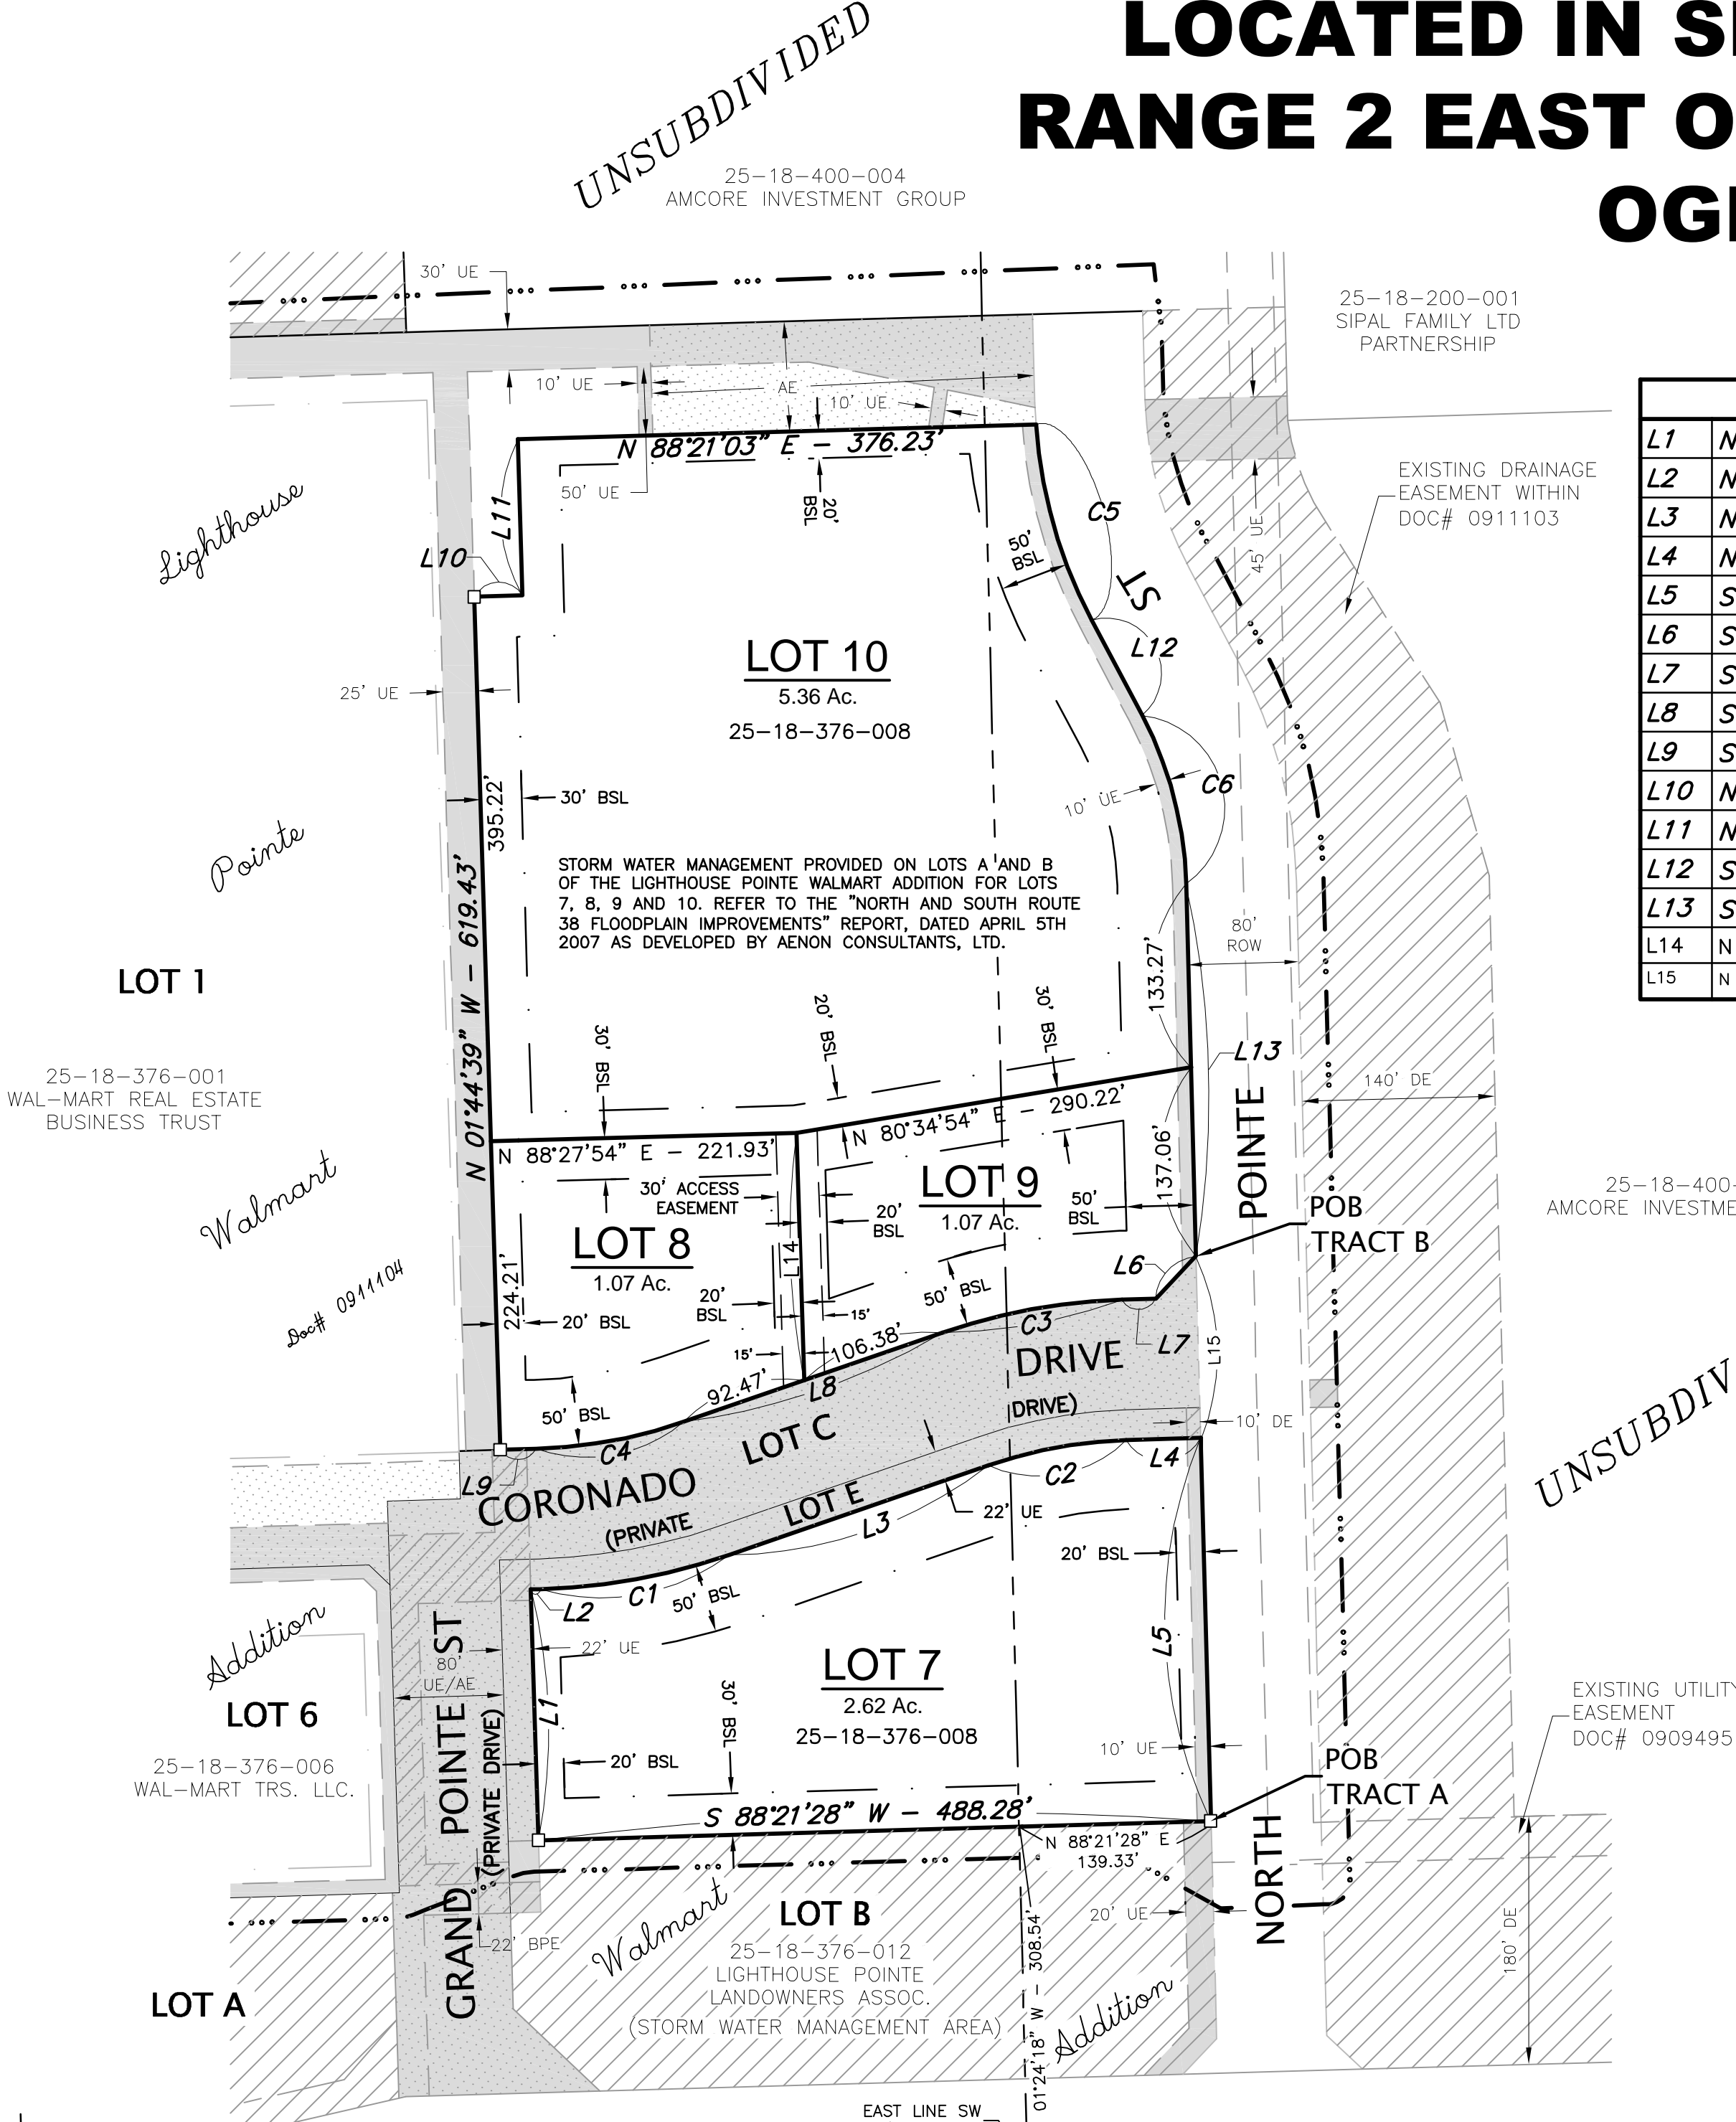 LOCATED IN
RANGE 2 EAST
UNSUBDIVIDED
25-18-400-004
AMCORE INVESTMENT GROUP
30' UE
25-18-200-001
SIPAL FAMILY LTD
PARTNERSHIP
10' UE
AE
10' UE
N 88°21'03" E - 376.23'
50' UE
20'
BSL
L11
L10
C5
50'
BSL
ST
L12
45' UE
EXISTING DRAINAGE
EASEMENT WITHIN
DOC# 0911103
L1 N
L2 N
L3 N
L4 N
L5 S
L6 S
L7 S
L8 S
L9 S
L10 N
L11 N
L12 S
L13 S
L14 N
L15 N
Lighthouse
Pointe
Walmart
Doc# 0911104
Addition
LOT 10
5.36 Ac.
25-18-376-008
25' UE
30' BSL
395.22'
N 01°44'39" W - 619.43'
C6
10' UE
STORM WATER MANAGEMENT PROVIDED ON LOTS A AND B
OF THE LIGHTHOUSE POINTE WALMART ADDITION FOR LOTS
7, 8, 9 AND 10. REFER TO THE "NORTH AND SOUTH ROUTE
38 FLOODPLAIN IMPROVEMENTS" REPORT, DATED APRIL 5TH
2007 AS DEVELOPED BY AENON CONSULTANTS, LTD.
80'
ROW
133.27'
LOT 1
25-18-376-001
WAL-MART REAL ESTATE
BUSINESS TRUST
30' BSL
20' BSL
30' BSL
L13
140' DE
N 88°27'54" E - 221.93'
N 80°34'54" E - 290.22'
30' ACCESS
EASEMENT
LOT 9
1.07 Ac.
20'
BSL
50'
BSL
137.06'
POINTE
POB
TRACT B
25-18-400-
AMCORE
LOT 8
1.07 Ac.
L14
224.21'
20' BSL
20'
BSL
15'
15'
50' BSL
L6
106.38'
C3
L7
L15
92.47'
L8
DRIVE
(DRIVE)
10' DE
50' BSL
C4
LOT C
L9
CORONADO
(PRIVATE
LOT E
C2
L4
22' UE
L3
20' BSL
C1
50' BSL
L2
22' UE
GRAND POINTE ST
(PRIVATE DRIVE)
80'
UE/AE
L1
LOT 7
2.62 Ac.
25-18-376-008
30' BSL
20' BSL
L5
10' UE
LOT 6
25-18-376-006
WAL-MART TRS. LLC.
POB
TRACT A
S 88°21'28" W - 488.28'
N 88°21'28" E
139.33'
NORTH
EXISTING UTILITY
EASEMENT
DOC# 0909495
UNSUBDIV
22' BPE
Walmart
Addition
LOT B
25-18-376-012
LIGHTHOUSE POINTE
LANDOWNERS ASSOC.
(STORM WATER MANAGEMENT AREA)
20' UE
180' DE
LOT A
01°24'18" W - 308.54'
EAST LINE SW